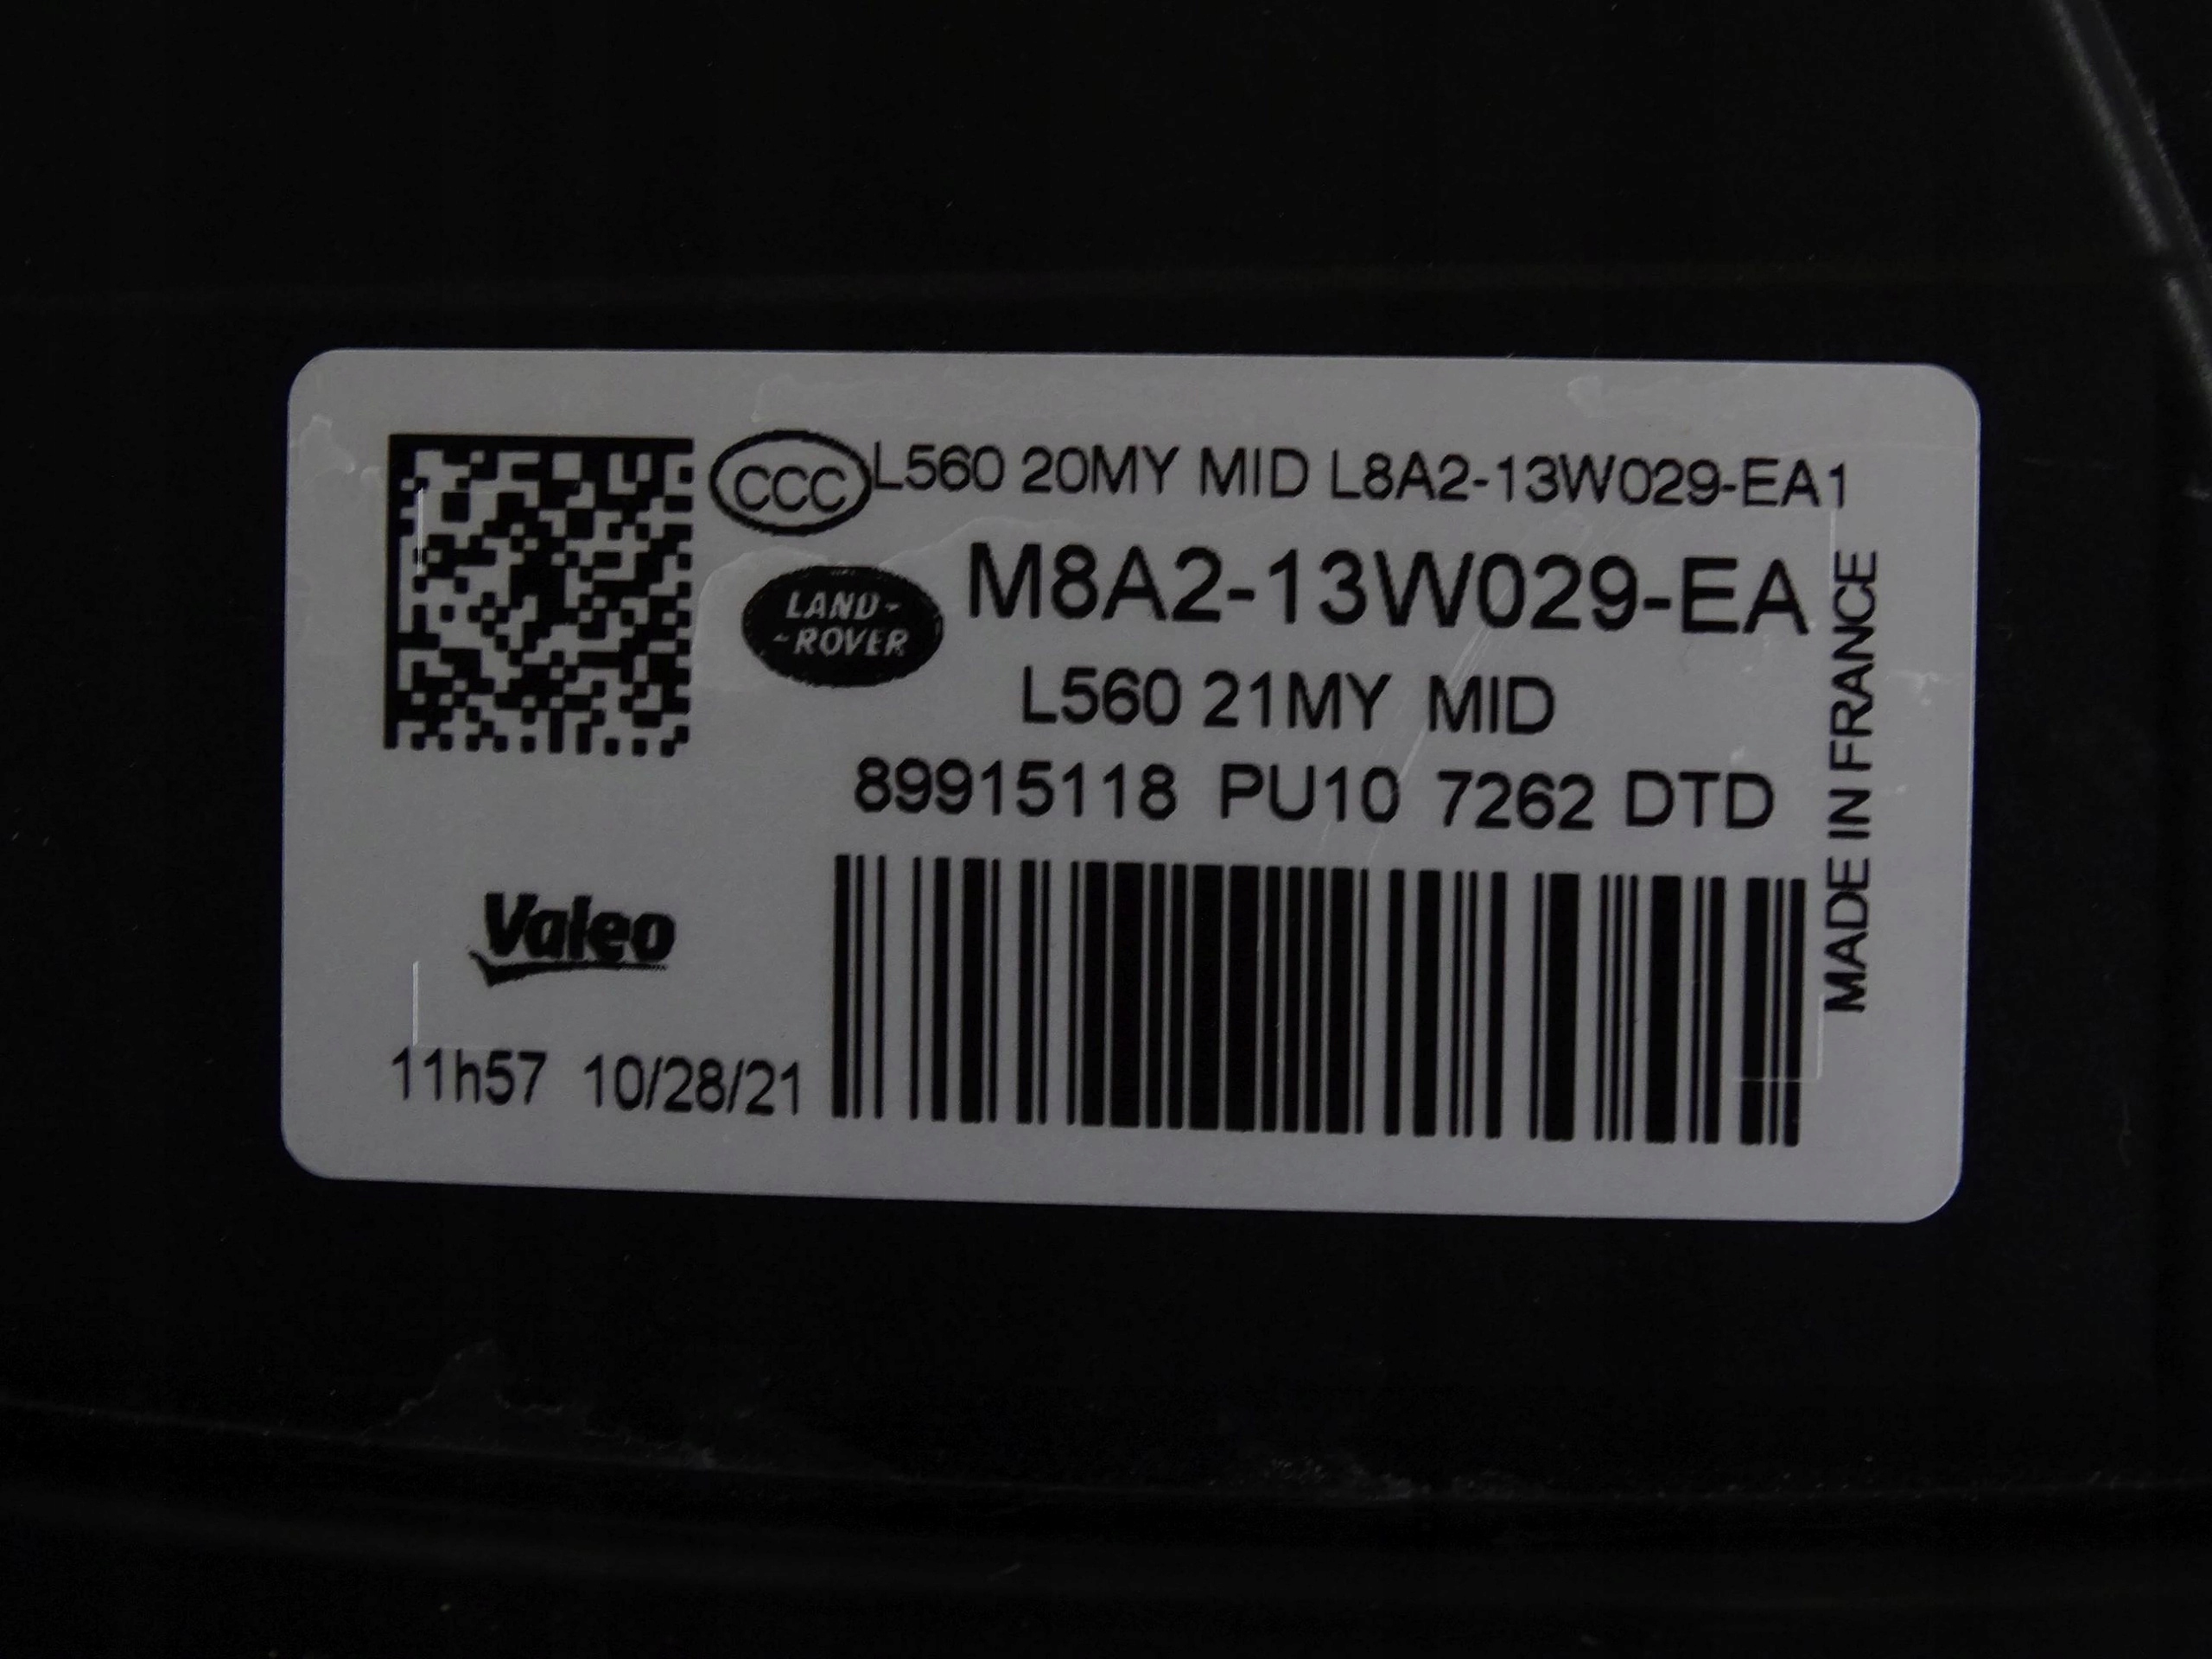 CCC L560 20MY MID L8A2-13W029-EA1
LAND-
-ROVER
M8A2-13W029-EA
L560 21MY MID
89915118 PU10 7262 DTD
MADE IN FRANCE
Valeo
11h57 10/28/21